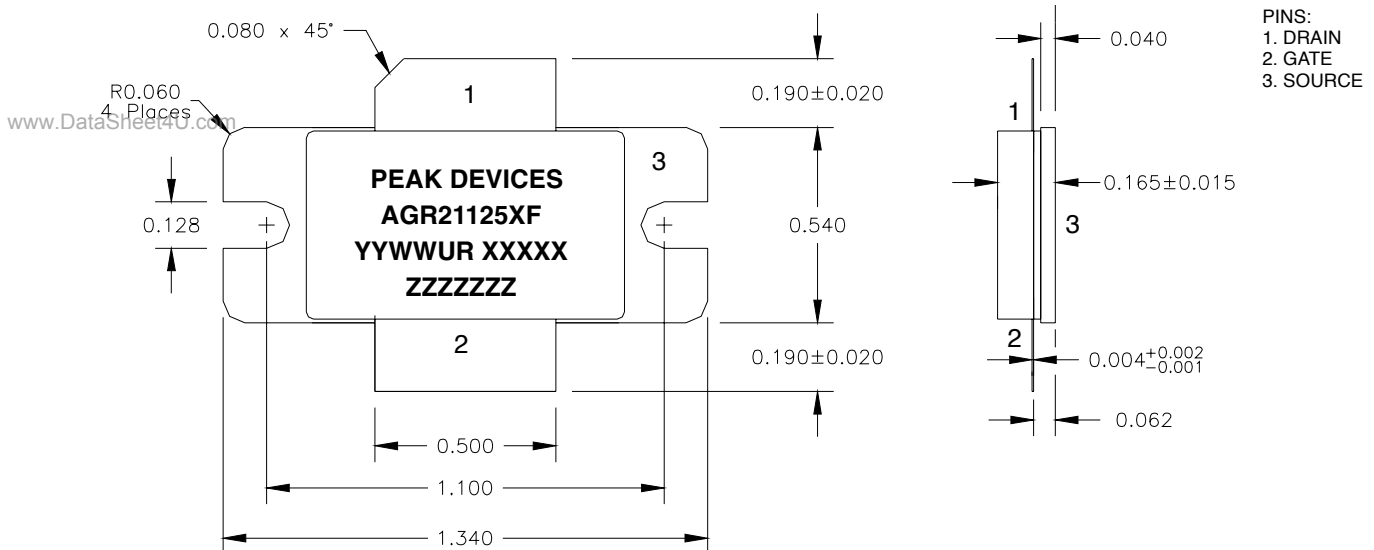 0.080 x 45°
R0.060
4 Places
www.DataSheet4U.com
1
3
PEAK DEVICES
AGR21125XF
YYWWUR XXXXX
ZZZZZZZ
2
0.128
0.190±0.020
0.540
0.190±0.020
0.500
1.100
1.340
0.040
1
0.165±0.015
3
2
0.004+0.002
-0.001
0.062
PINS:
1. DRAIN
2. GATE
3. SOURCE